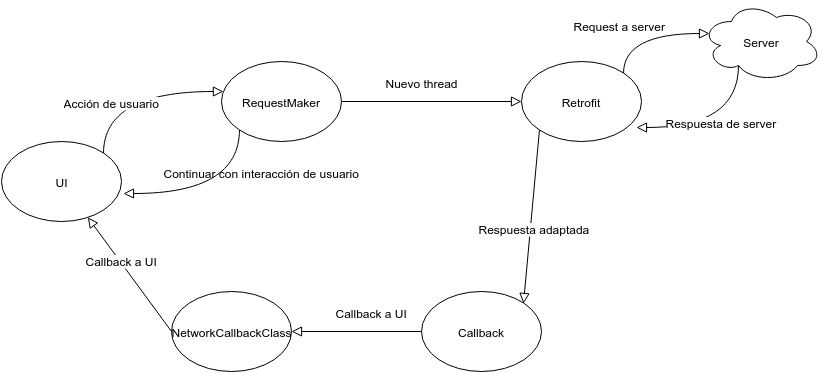 Request a server
Server
Nuevo thread
Acción de usuario
RequestMaker
Retrofit
Respuesta de server
Continuar con interacción de usuario
UI
Respuesta adaptada
Callback a UI
Callback a UI
NetworkCallbackClass
Callback